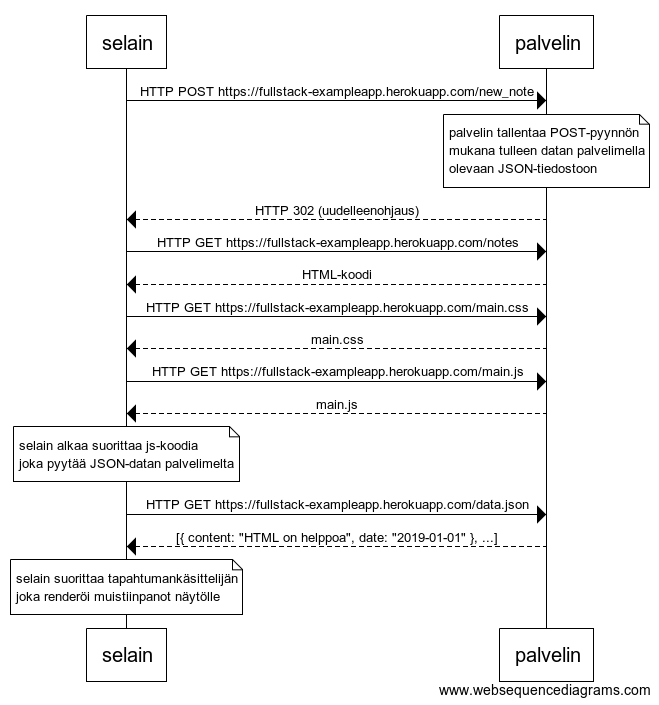 selain
palvelin
HTTP POST https://fullstack-exampleapp.herokuapp.com/new_note
palvelin tallentaa POST-pyynnön
mukana tulleen datan palvelimella
olevaan JSON-tiedostoon
HTTP 302 (uudelleenohjaus)
HTTP GET https://fullstack-exampleapp.herokuapp.com/notes
HTML-koodi
HTTP GET https://fullstack-exampleapp.herokuapp.com/main.css
main.css
HTTP GET https://fullstack-exampleapp.herokuapp.com/main.js
main.js
selain alkaa suorittaa js-koodia
joka pyytää JSON-datan palvelimelta
HTTP GET https://fullstack-exampleapp.herokuapp.com/data.json
[{ content: "HTML on helppoa", date: "2019-01-01" }, ...]
selain suorittaa tapahtumankäsittelijän
joka renderöi muistiinpanot näytölle
selain
palvelin
www.websequencediagrams.com